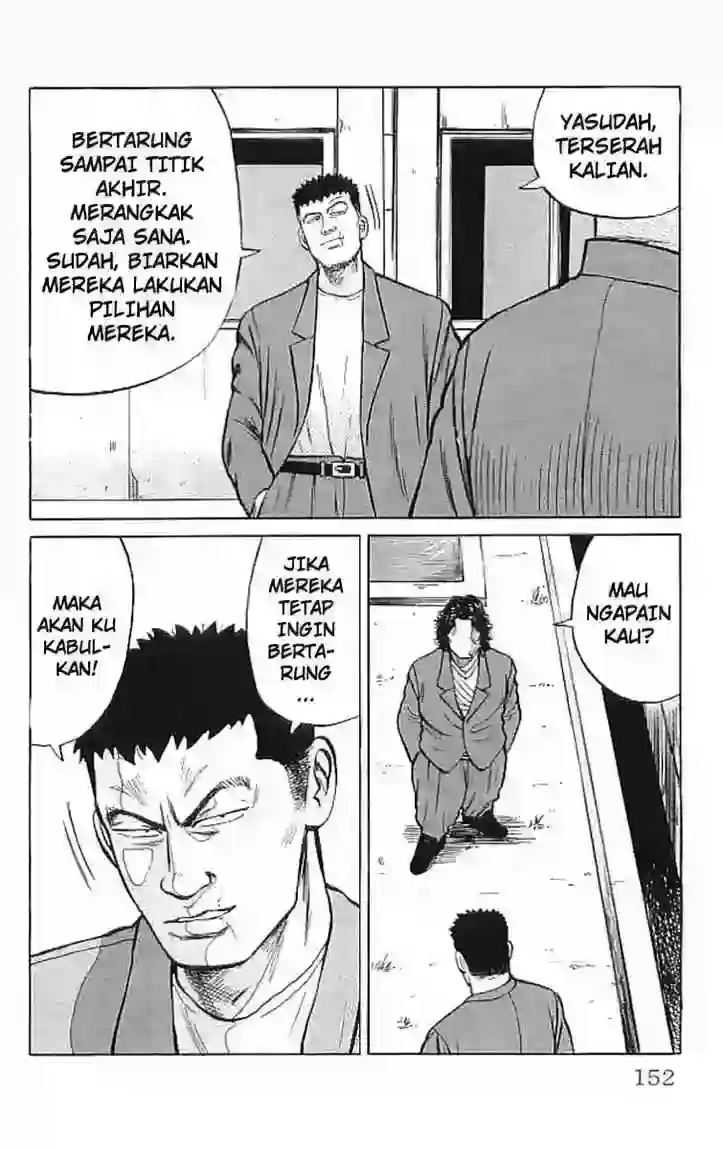 YASUDAH,
TERSERAH
KALIAN.
BERTARUNG
SAMPAI TITIK
AKHIR.
MERANGKAK
SAJA SANA.
SUDAH, BIARKAN
MEREKA LAKUKAN
PILIHAN
MEREKA.
MAU
NGAPAIN
KAU?
JIKA
MEREKA
TETAP
INGIN
BERTA-
RUNG
...
MAKA
AKAN KU
KABUL-
KAN!
152